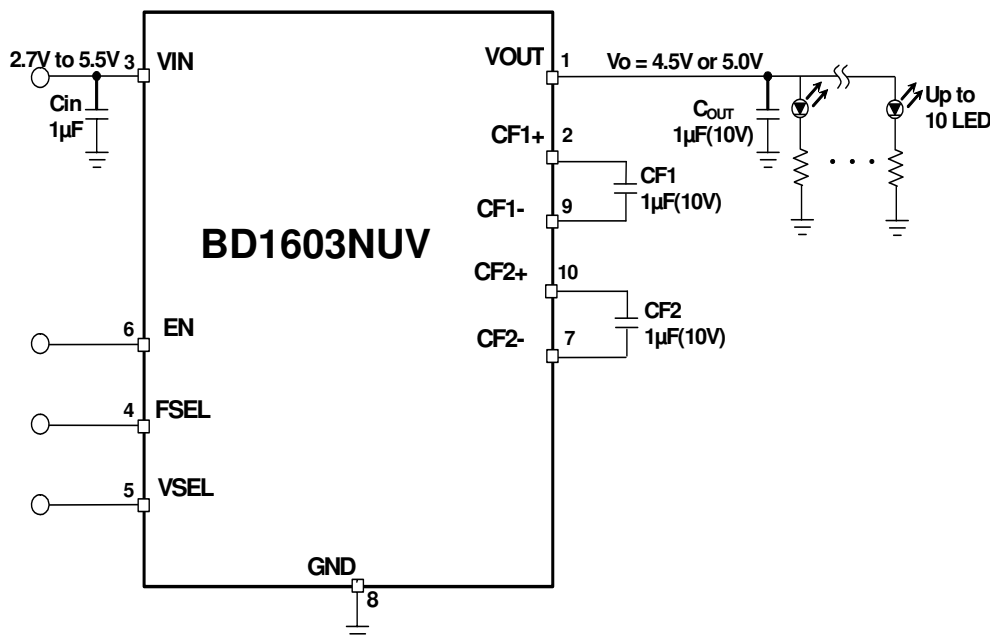 2.7V to 5.5V 3 VIN
Cin
1µF
VOUT 1 Vo = 4.5V or 5.0V
COUT
1µF(10V)
Up to
10 LED
CF1+ 2
CF1
1µF(10V)
CF1- 9
BD1603NUV
CF2+ 10
CF2
1µF(10V)
CF2- 7
6 EN
4 FSEL
5 VSEL
GND
8